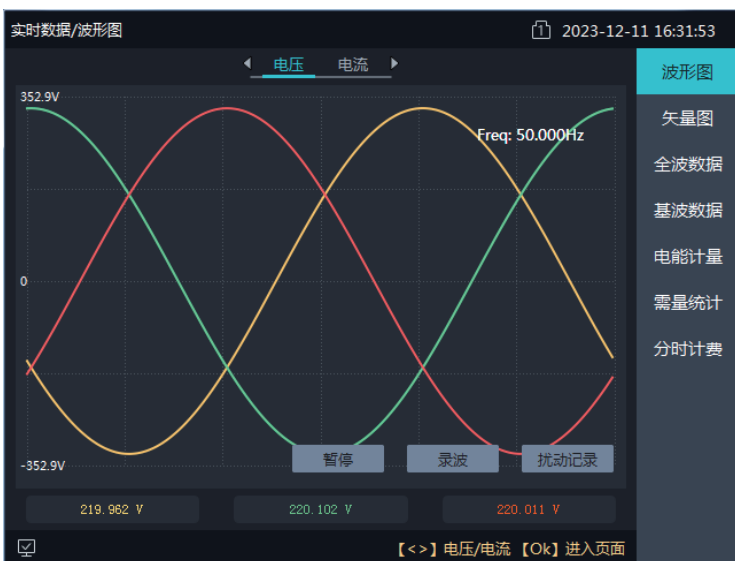 实时数据/波形图
1 2023-12-11 16:31:53
电压 电流
波形图
矢量图
全波数据
基波数据
电能计量
需量统计
分时计费
352.9V
Freq: 50.000Hz
0
-352.9V
暂停 录波 扰动记录
219.962 V 220.102 V 220.011 V
【<>】电压/电流 【Ok】进入页面